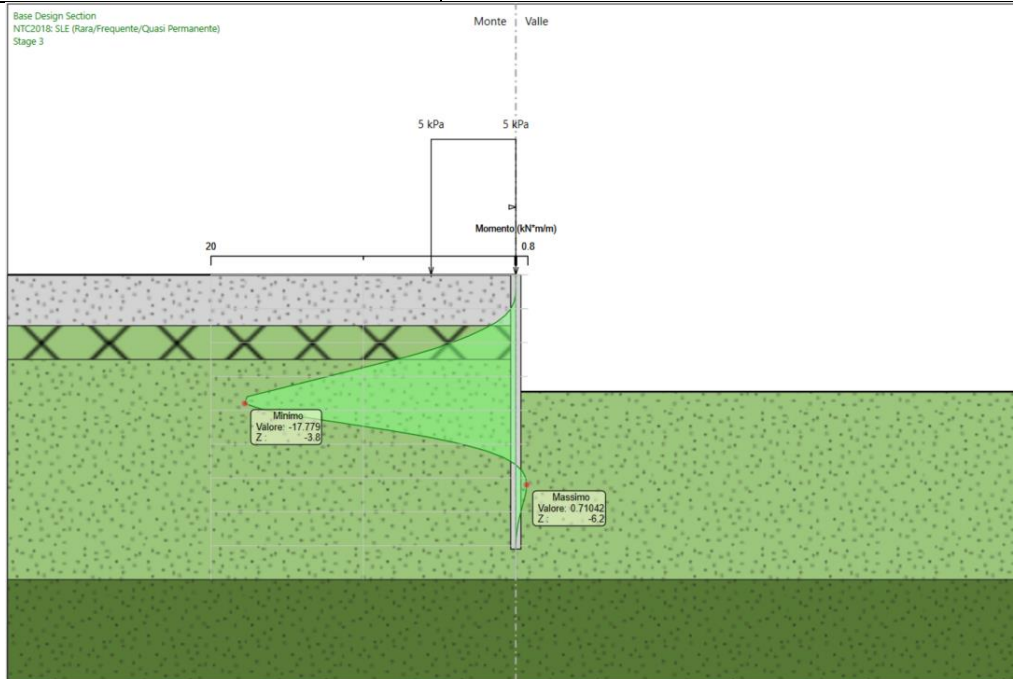 Base Design Section
NTC2018: SLE (Rara/Frequente/Quasi Permanente)
Stage 3
Monte Valle
5 kPa 5 kPa
Momento (kN*m/m)
20 0.8
Minimo
Valore: -17.779
Z : -3.8
Massimo
Valore: 0.71042
Z : -6.2